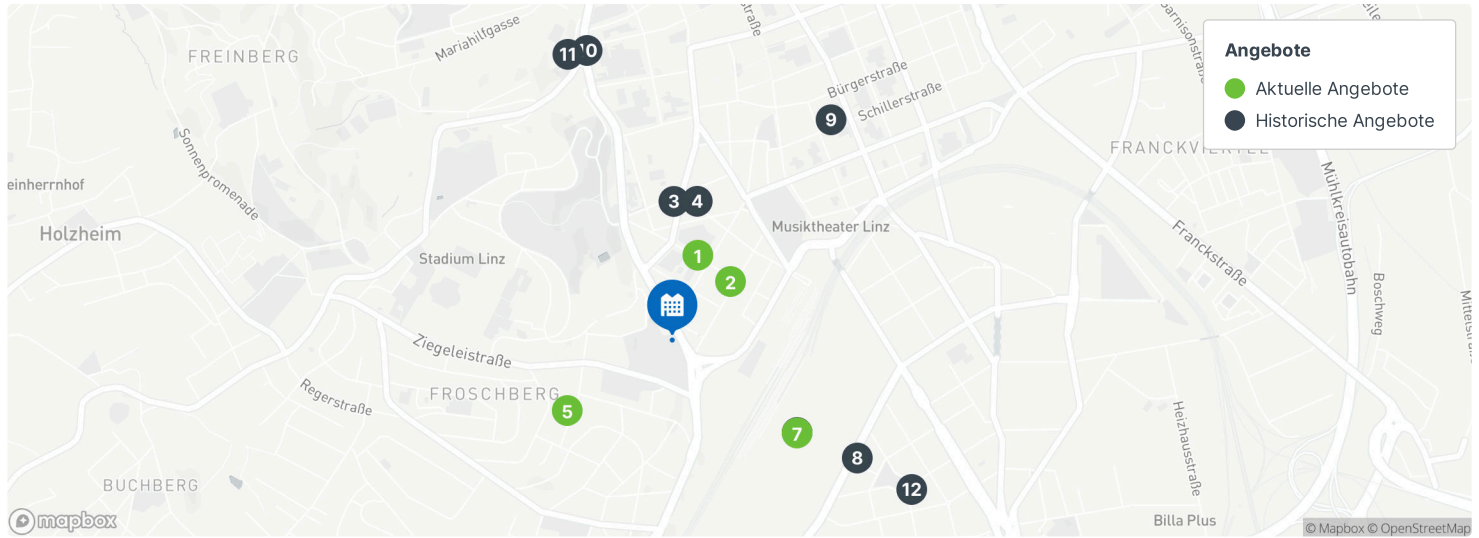 FREINBERG
Mariahilfgasse
11
10
Bürgerstraße
Schillerstraße
9
Angebote
Aktuelle Angebote
Historische Angebote
Sonnenpromenade
3
4
Holzheim
Stadium Linz
Musiktheater Linz
1
2
Franckstraße
Mühlkreisautobahn
Boschweg
Ziegeleistraße
FROSCHBERG
Regerstraße
5
7
8
12
Heizhausstraße
BUCHBERG
Billa Plus
mapbox
© Mapbox © OpenStreetMap